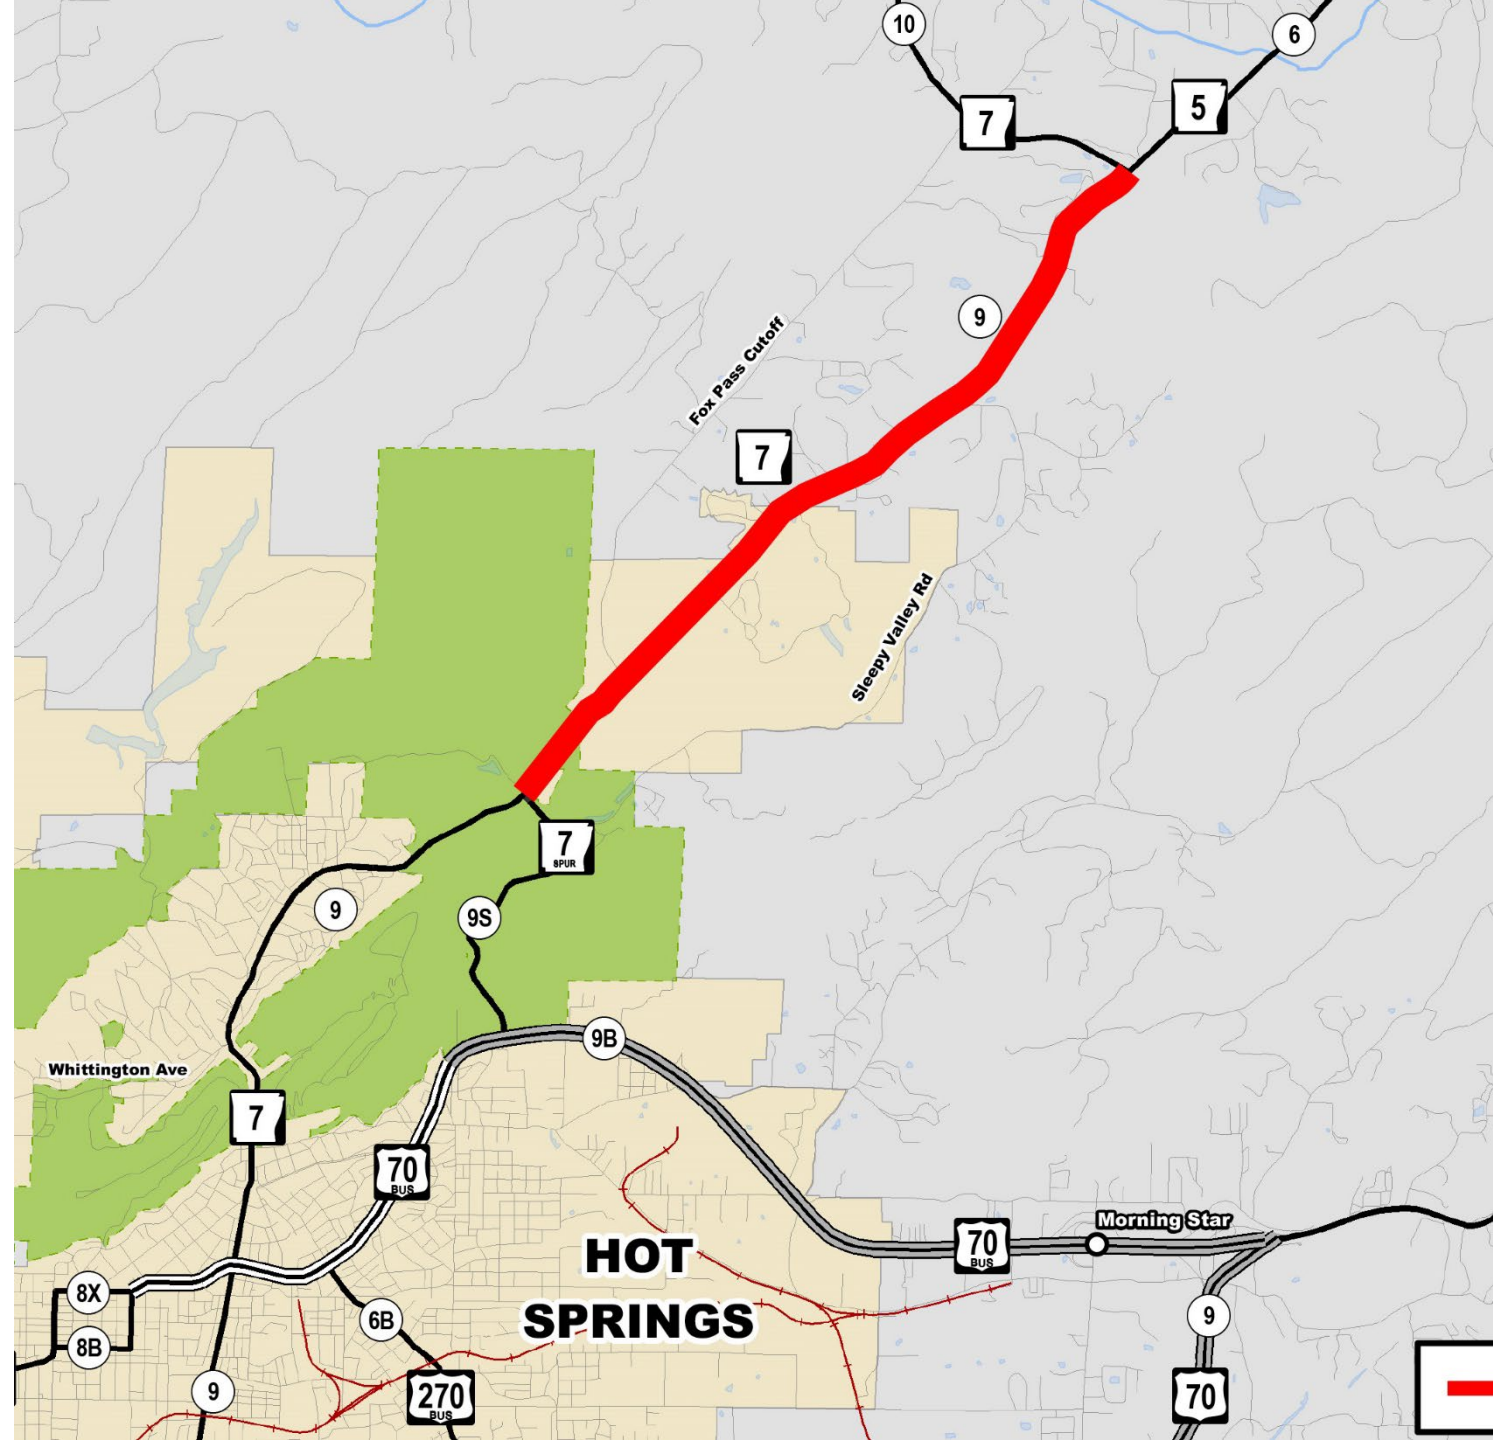 10
6
7
5
9
Fox Pass Cutoff
7
Sleepy Valley Rd
7
SPUR
9
9S
9B
Whittington Ave
7
70
BUS
Morning Star
70
BUS
HOT
SPRINGS
8X
6B
9
8B
9
270
BUS
70